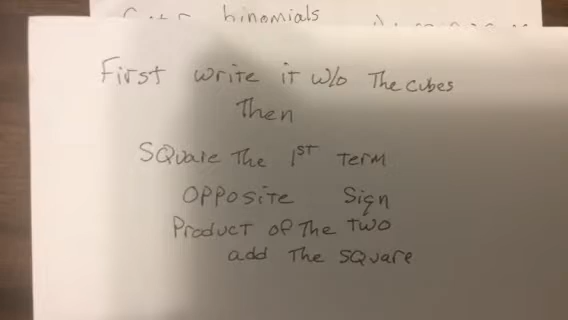 binomials
First write it w/o The cubes
Then
SQuare The 1ST Term
OPPosiTe Sign
Product of The Two
add The SQuare